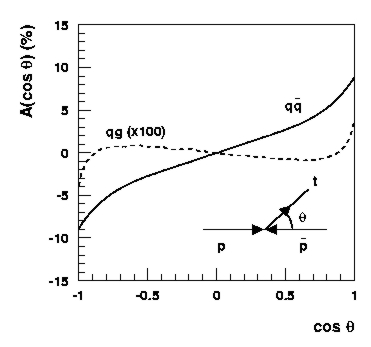 A(cos θ) (%)
15
10
5
0
-5
-10
-15
qq̄
qg (x100)
t
θ
p
p̄
-1
-0.5
0
0.5
1
cos θ